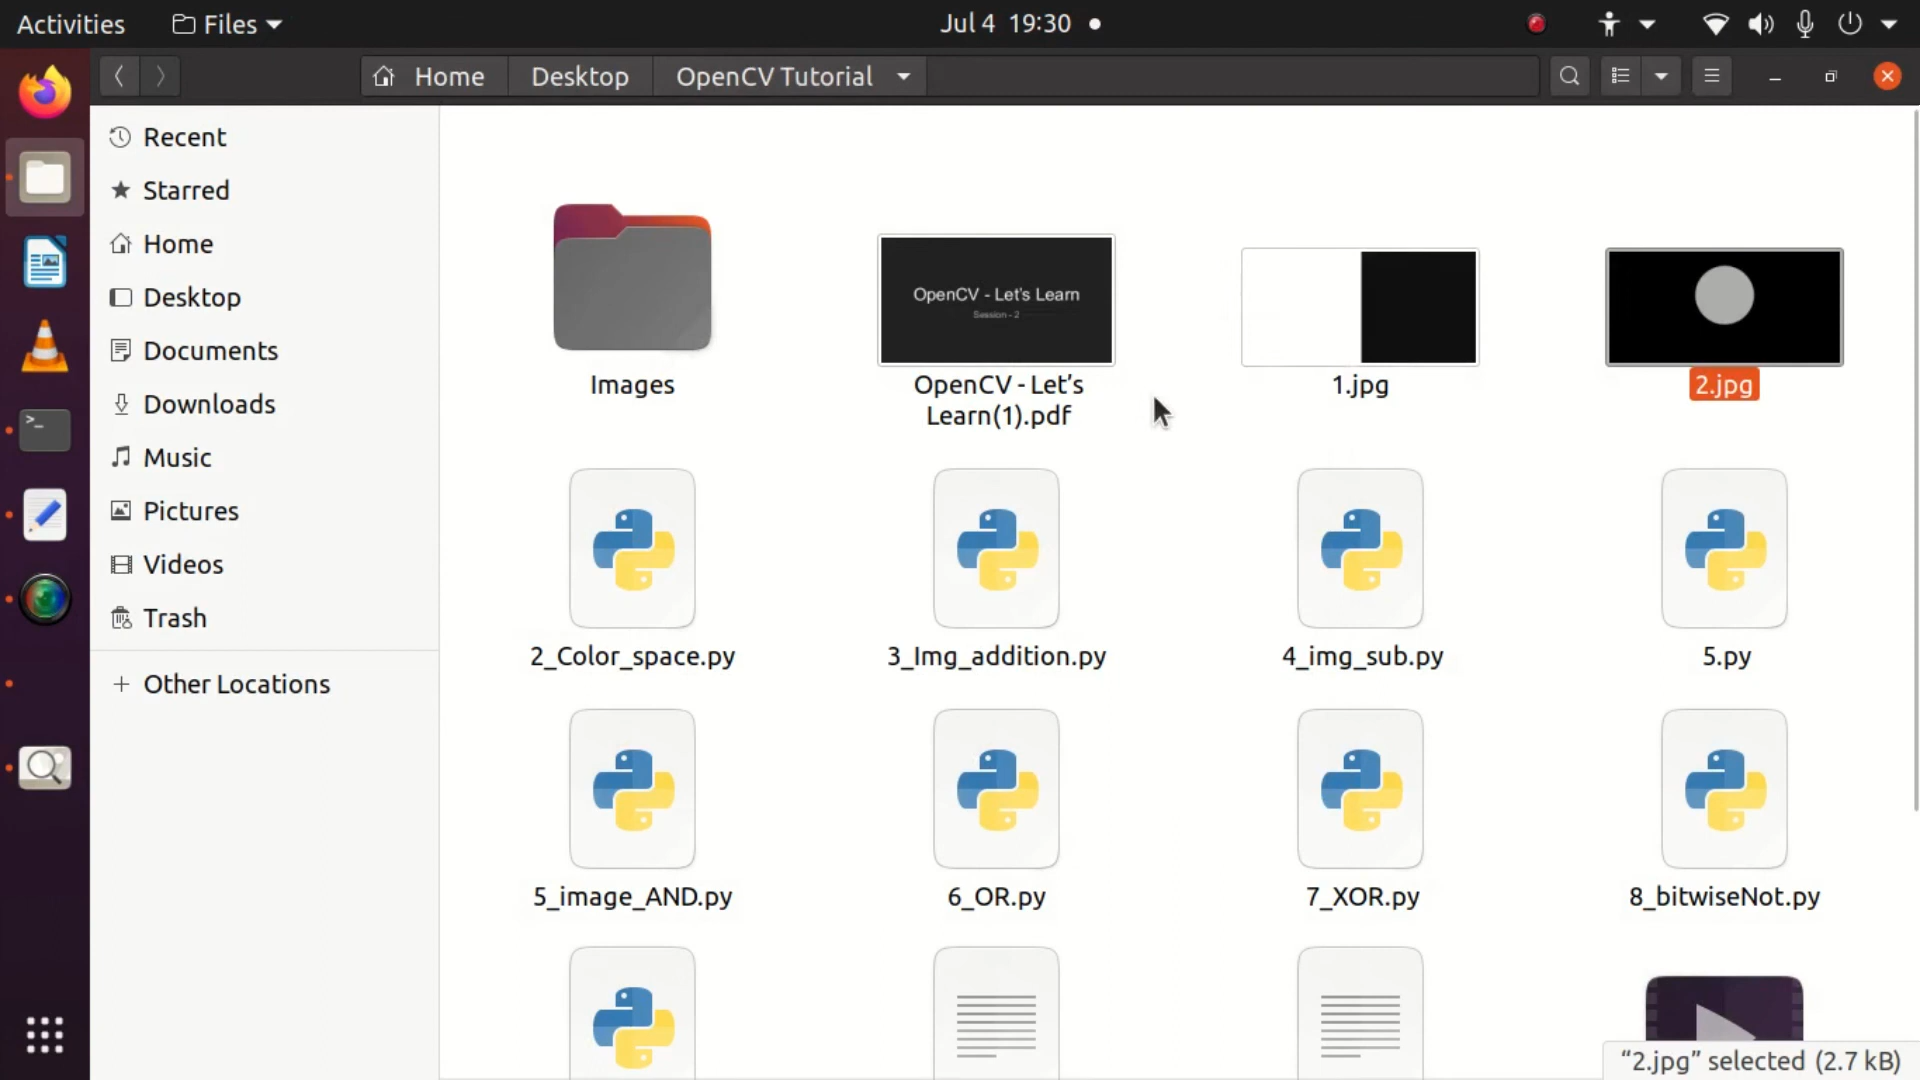 Activities
Files
Jul 4 19:30
Home
Desktop
OpenCV Tutorial
Recent
Starred
Home
Desktop
Documents
Downloads
Music
Pictures
Videos
Trash
Other Locations
OpenCV - Let's Learn
Session - 2
Images
OpenCV - Let’s
Learn(1).pdf
1.jpg
2.jpg
2_Color_space.py
3_Img_addition.py
4_img_sub.py
5.py
5_image_AND.py
6_OR.py
7_XOR.py
8_bitwiseNot.py
“2.jpg” selected (2.7 kB)